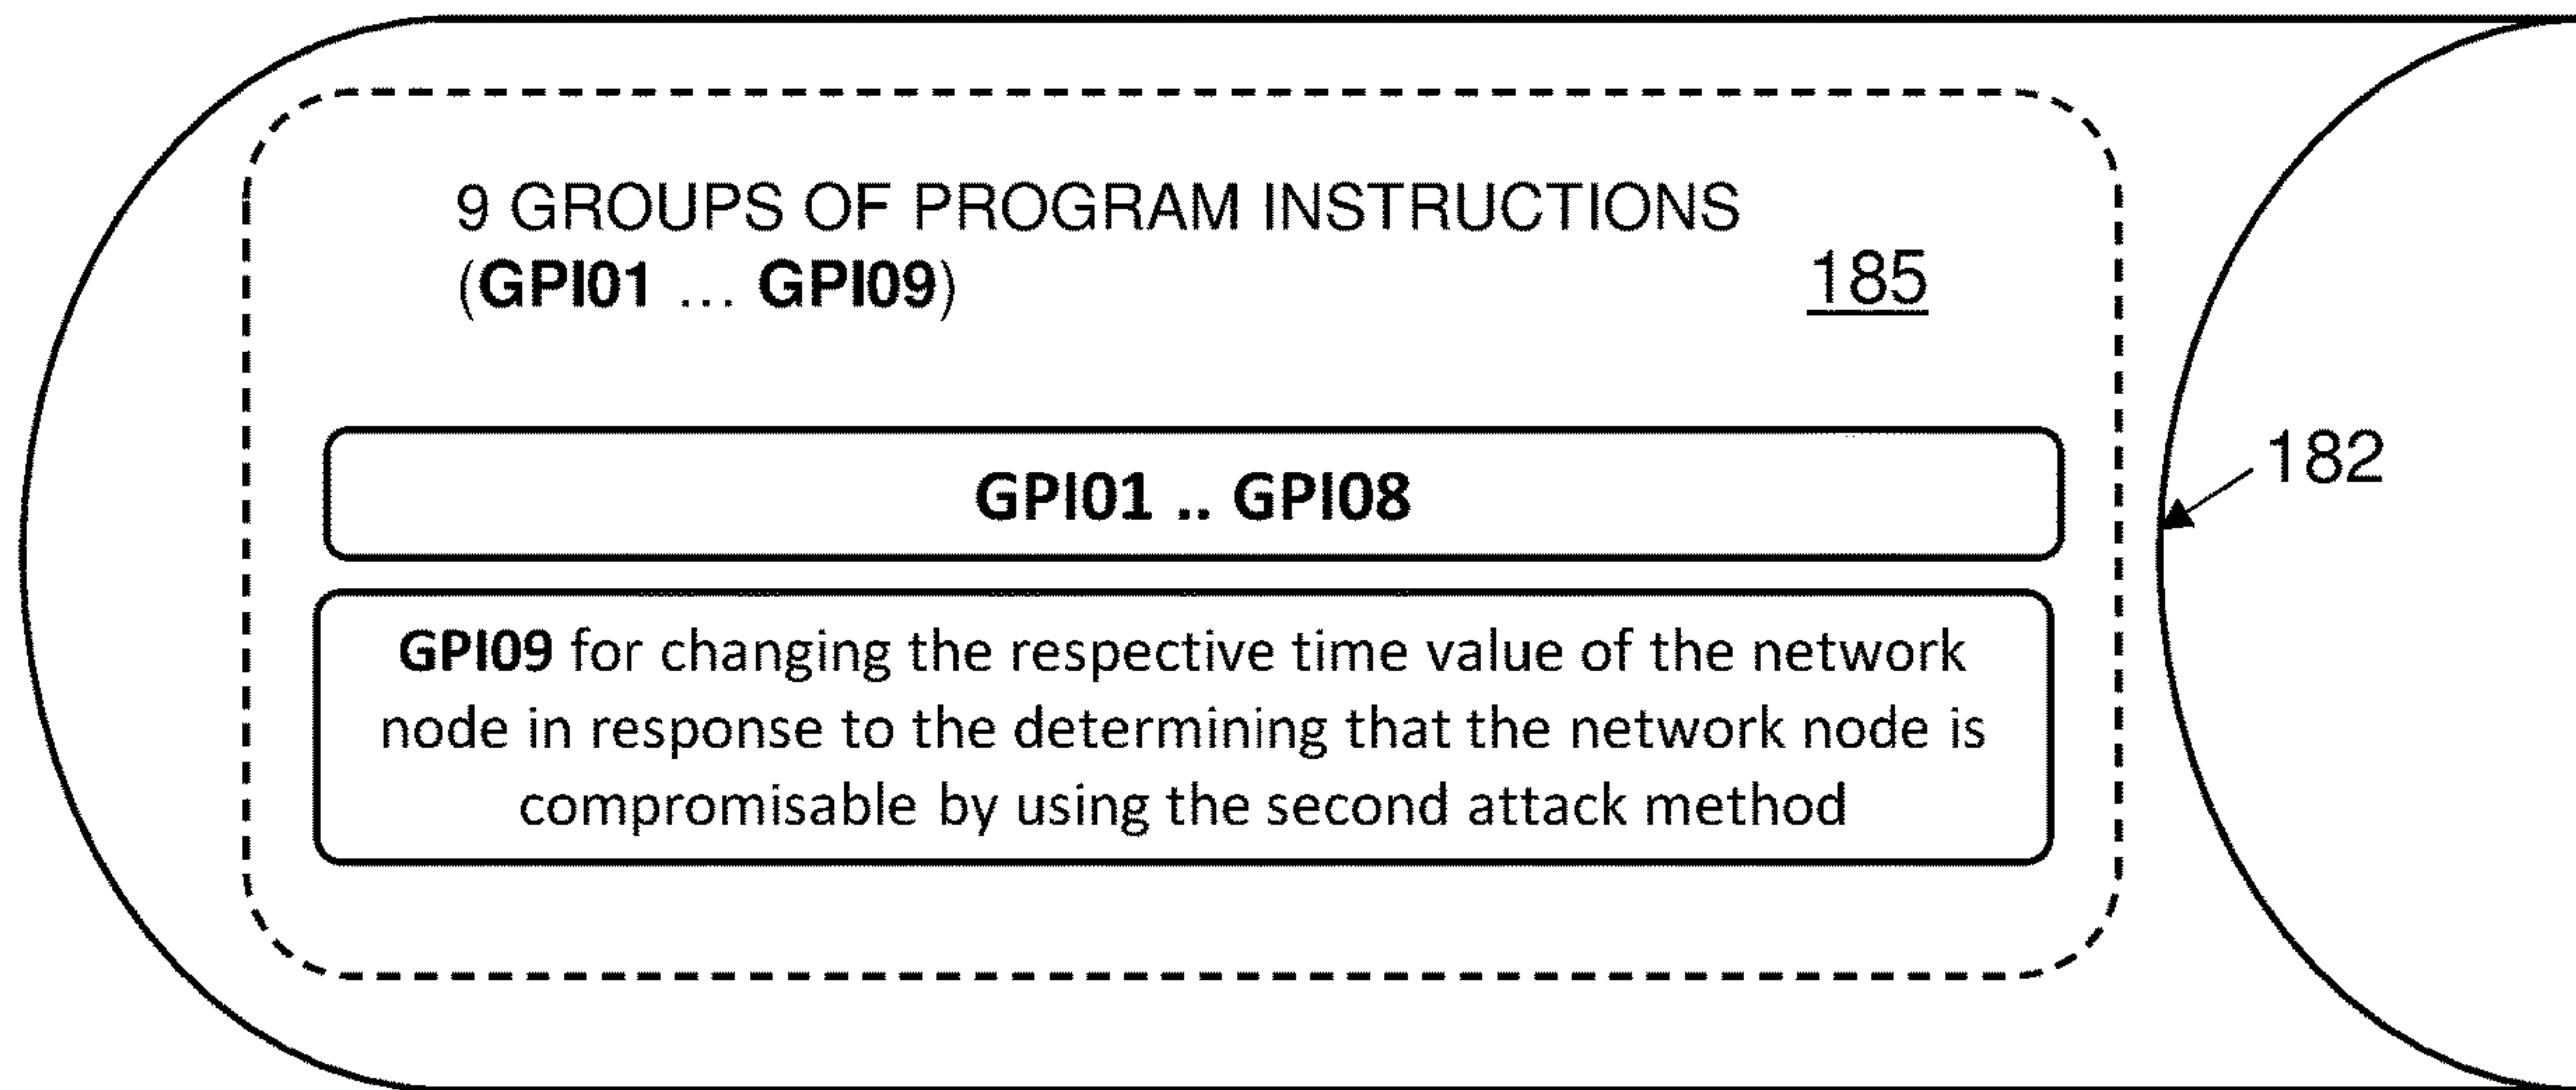 9 GROUPS OF PROGRAM INSTRUCTIONS
(GPI01 ... GPI09)
185
GPI01 .. GPI08
182
GPI09 for changing the respective time value of the network
node in response to the determining that the network node is
compromisable by using the second attack method